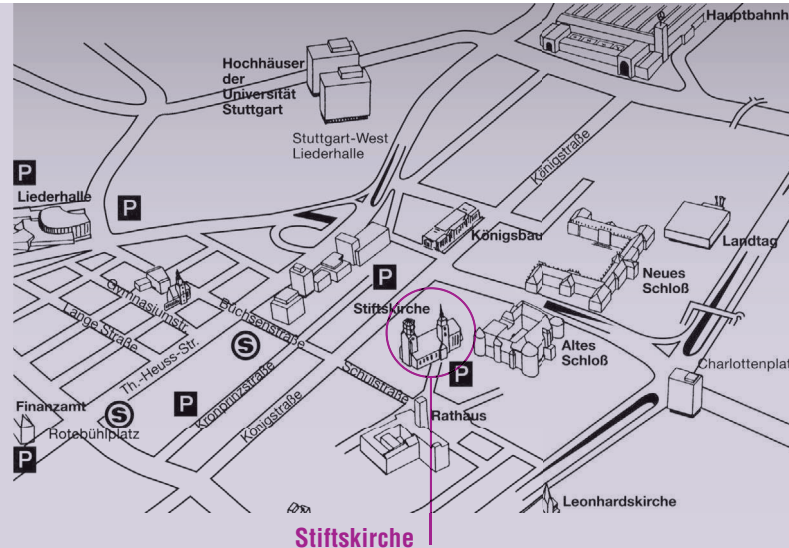 Hauptbahnh
Hochhäuser
der
Universität
Stuttgart
Stuttgart-West
Liederhalle
Königstraße
P
Liederhalle
P
Königsbau
Landtag
Neues
Schloß
P
Gymnasiumstr.
Büchsenstraße
Stiftskirche
Lange Straße
Altes
Schloß
Th.-Heuss-Str.
S
Charlottenplat
P
Schulstraße
Kronprinzstraße
Finanzamt
P
S
Königstraße
Rathaus
Rotebühlplatz
P
Leonhardskirche
Stiftskirche